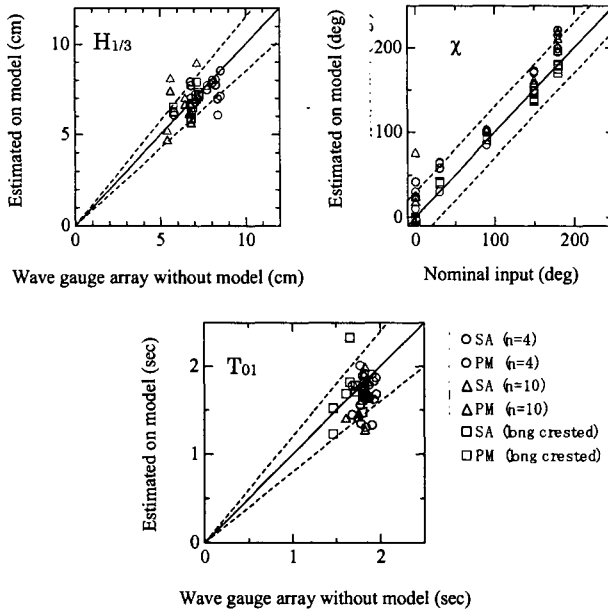 12
H1/3
10
5
0
0
5
10
Estimated on model (cm)
Wave gauge array without model (cm)
χ
200
100
0
0
100
200
Estimated on model (deg)
Nominal input (deg)
T01
2
1
0
0
1
2
Estimated on model (sec)
Wave gauge array without model (sec)
SA (n=4)
PM (n=4)
SA (n=10)
PM (n=10)
SA (long crested)
PM (long crested)